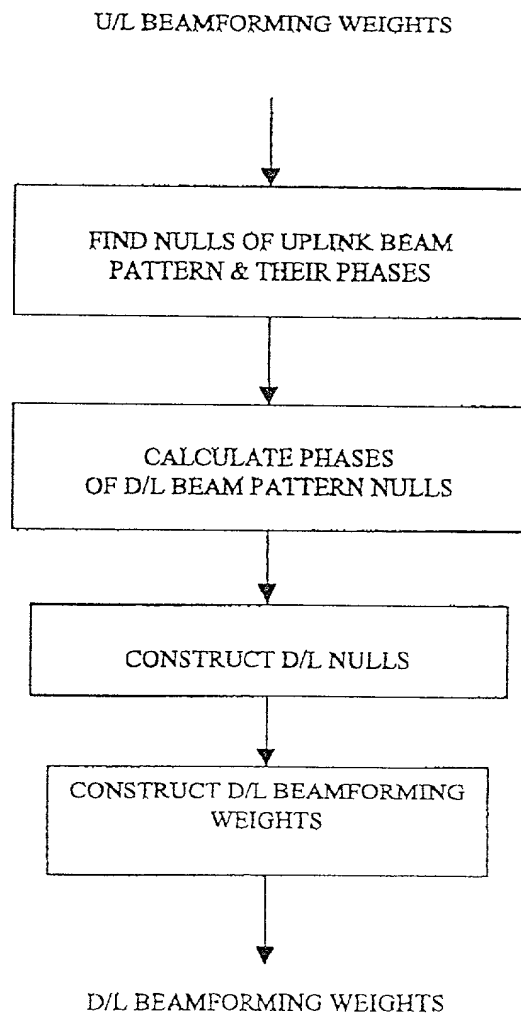 U/L BEAMFORMING WEIGHTS
FIND NULLS OF UPLINK BEAM
PATTERN & THEIR PHASES
CALCULATE PHASES
OF D/L BEAM PATTERN NULLS
CONSTRUCT D/L NULLS
CONSTRUCT D/L BEAMFORMING
WEIGHTS
D/L BEAMFORMING WEIGHTS